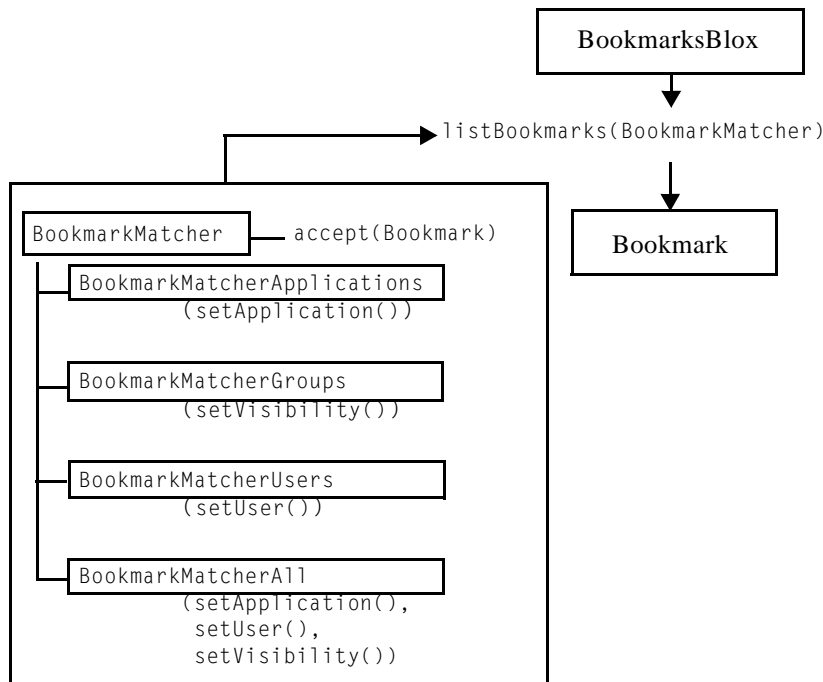 BookmarksBlox
listBookmarks(BookmarkMatcher)
Bookmark
BookmarkMatcher accept(Bookmark)
BookmarkMatcherApplications
(setApplication())
BookmarkMatcherGroups
(setVisibility())
BookmarkMatcherUsers
(setUser())
BookmarkMatcherAll
(setApplication(),
setUser(),
setVisibility())